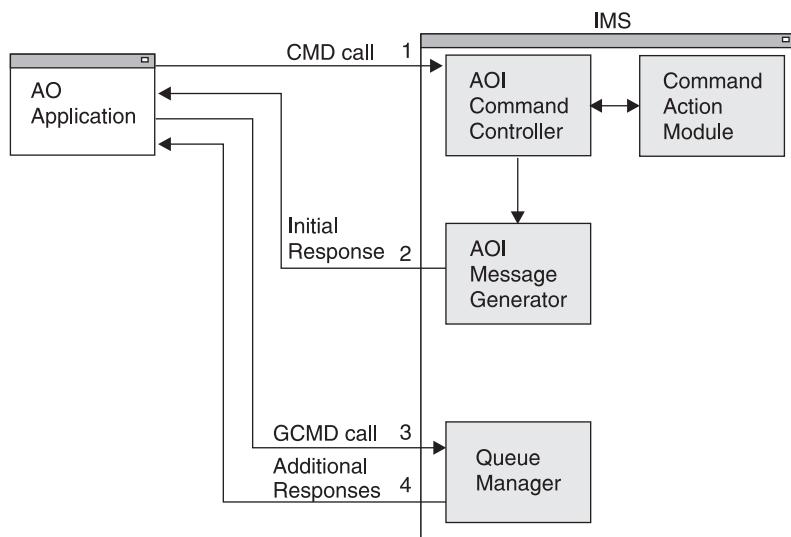 IMS
CMD call 1
AO
Application
AOI
Command
Controller
Command
Action
Module
Initial
Response 2
AOI
Message
Generator
GCMD call 3
Additional
Responses 4
Queue
Manager